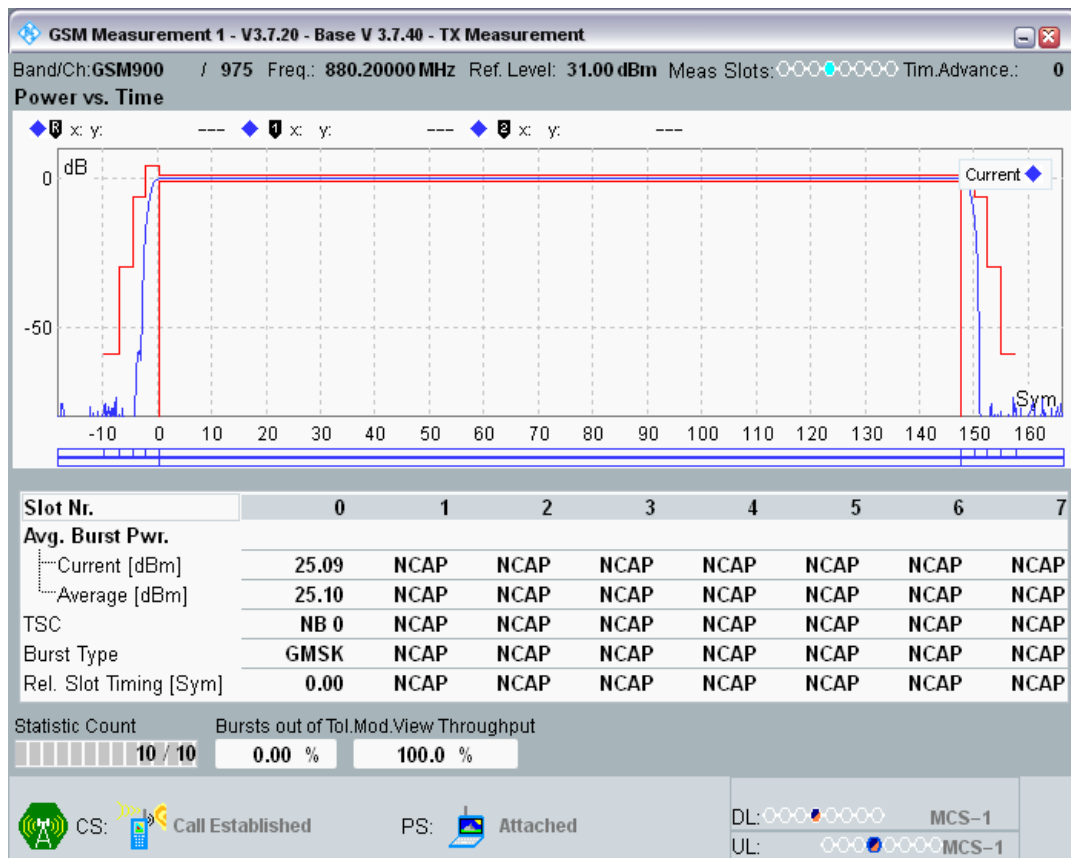 GSM Measurement 1 - V3.7.20 - Base V 3.7.40 - TX Measurement
Band/Ch:GSM900 / 975 Freq.: 880.20000 MHz Ref. Level: 31.00 dBm Meas Slots: Tim.Advance.: 0
Power vs. Time
R x: y: --- 1 x: y: --- 2 x: y: ---
dB
Current
0
-50
Sym
-10 0 10 20 30 40 50 60 70 80 90 100 110 120 130 140 150 160
Slot Nr. 0 1 2 3 4 5 6 7
Avg. Burst Pwr.
Current [dBm] 25.09 NCAP NCAP NCAP NCAP NCAP NCAP NCAP
Average [dBm] 25.10 NCAP NCAP NCAP NCAP NCAP NCAP NCAP
TSC NB 0 NCAP NCAP NCAP NCAP NCAP NCAP NCAP
Burst Type GMSK NCAP NCAP NCAP NCAP NCAP NCAP NCAP
Rel. Slot Timing [Sym] 0.00 NCAP NCAP NCAP NCAP NCAP NCAP NCAP
Statistic Count Bursts out of Tol.Mod.View Throughput
10 / 10 0.00 % 100.0 %
CS: Call Established PS: Attached
DL: MCS-1
UL: MCS-1